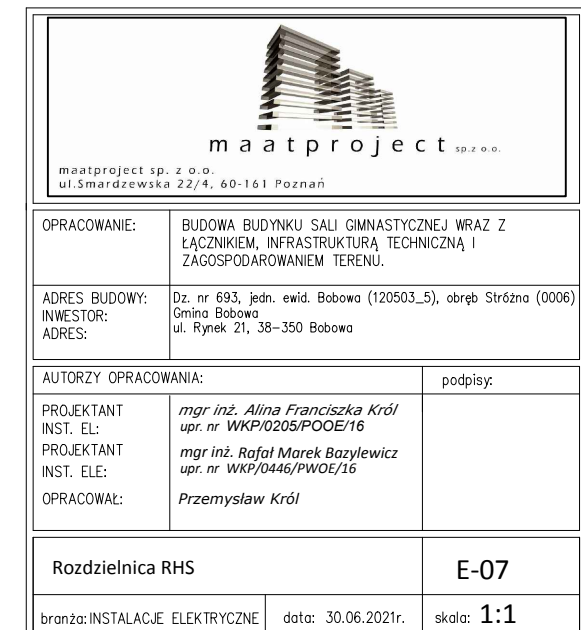 maatproject sp. z o.o.
maatproject sp. z o.o.
ul.Smardzewska 22/4, 60-161 Poznań
OPRACOWANIE: BUDOWA BUDYNKU SALI GIMNASTYCZNEJ WRAZ Z
ŁĄCZNIKIEM, INFRASTRUKTURĄ TECHNICZNĄ I
ZAGOSPODAROWANIEM TERENU.
ADRES BUDOWY: Dz. nr 693, jedn. ewid. Bobowa (120503_5), obręb Stróżna (0006)
INWESTOR: Gmina Bobowa
ADRES: ul. Rynek 21, 38-350 Bobowa
AUTORZY OPRACOWANIA: podpisy:
PROJEKTANT mgr inż. Alina Franciszka Król
INST. EL: upr. nr WKP/0205/POOE/16
PROJEKTANT mgr inż. Rafał Marek Bazylewicz
INST. ELE: upr. nr WKP/0446/PWOE/16
OPRACOWAŁ: Przemysław Król
Rozdzielnica RHS E-07
branża: INSTALACJE ELEKTRYCZNE data: 30.06.2021r. skala: 1:1